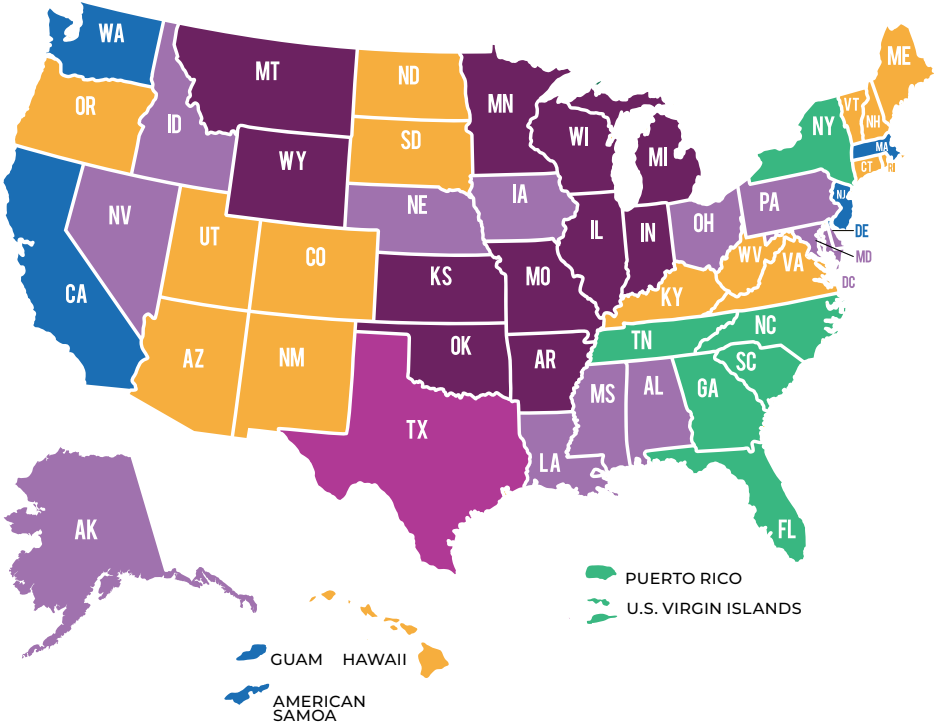 WA
MT
ND
MN
ME
OR
ID
VT
NH
NY
WI
SD
MI
MA
WY
CT
RI
NE
IA
PA
NJ
NV
OH
UT
IL
IN
DE
CO
WV
VA
MD
KS
MO
DC
CA
KY
NC
TN
OK
AZ
NM
AR
SC
MS
AL
GA
TX
LA
AK
FL
PUERTO RICO
U.S. VIRGIN ISLANDS
GUAM
HAWAII
AMERICAN
SAMOA